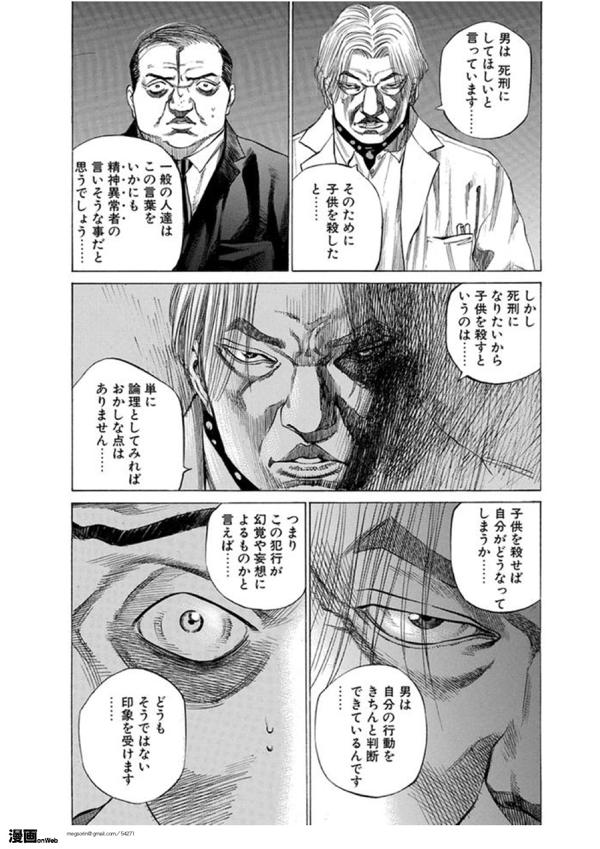 男は 死刑に
してほしいと
言っています
……
そのために
子供を殺した
と……
一般の人達は
この言葉を
いかにも
精神異常者の
言いそうな事だと
思うでしょう……
しかし
死刑に
なりたいから
子供を殺すと
いうのは……
単に
論理としてみれば
おかしな点は
ありません……
子供を殺せば
自分がどうなって
しまうか……
男は
自分の行動を
きちんと判断
できているんです
……
つまり
この犯行が
幻覚や妄想に
よるものかと
言えば……
どうも
そうではない
印象を受けます
……
漫画onWeb
megaorin@gmail.com/54271